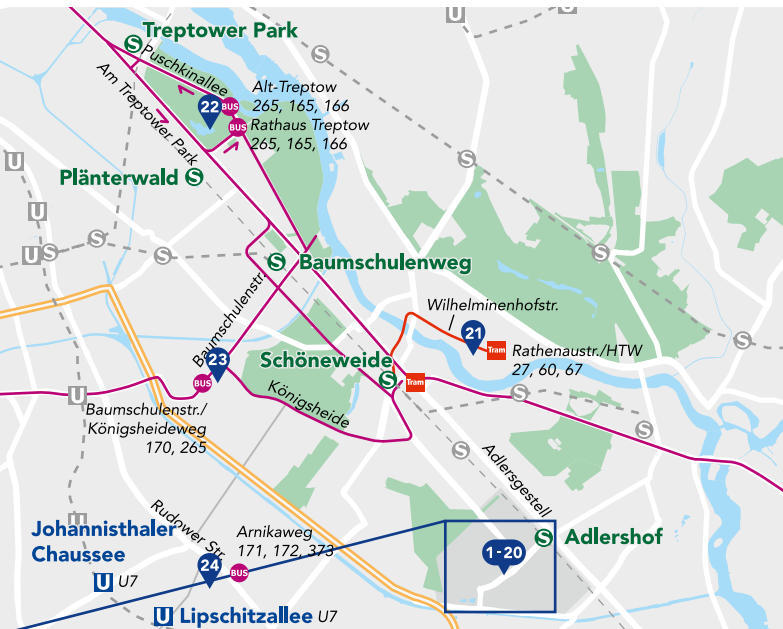 U
U
S
Treptower Park
S
Puschkinallee
Am Treptower Park
Alt-Treptow
265, 165, 166
22
BUS
BUS
Rathaus Treptow
265, 165, 166
U
S
Plänterwald S
U
S
U S
S
S
S Baumschulenweg
Baumschulenstr.
Wilhelminenhofstr.
21
Tram
Rathenaustr./HTW
27, 60, 67
S
23
BUS
Schöneweide
S
Tram
U
Königsheide
S
Baumschulenstr./
Königsheideweg
170, 265
S
S
Adlersgestell
Rudower Str.
U
Johannisthaler
Chaussee
U U7
Arnikaweg
171, 172, 373
24
BUS
S Adlershof
1-20
U Lipschitzallee U7